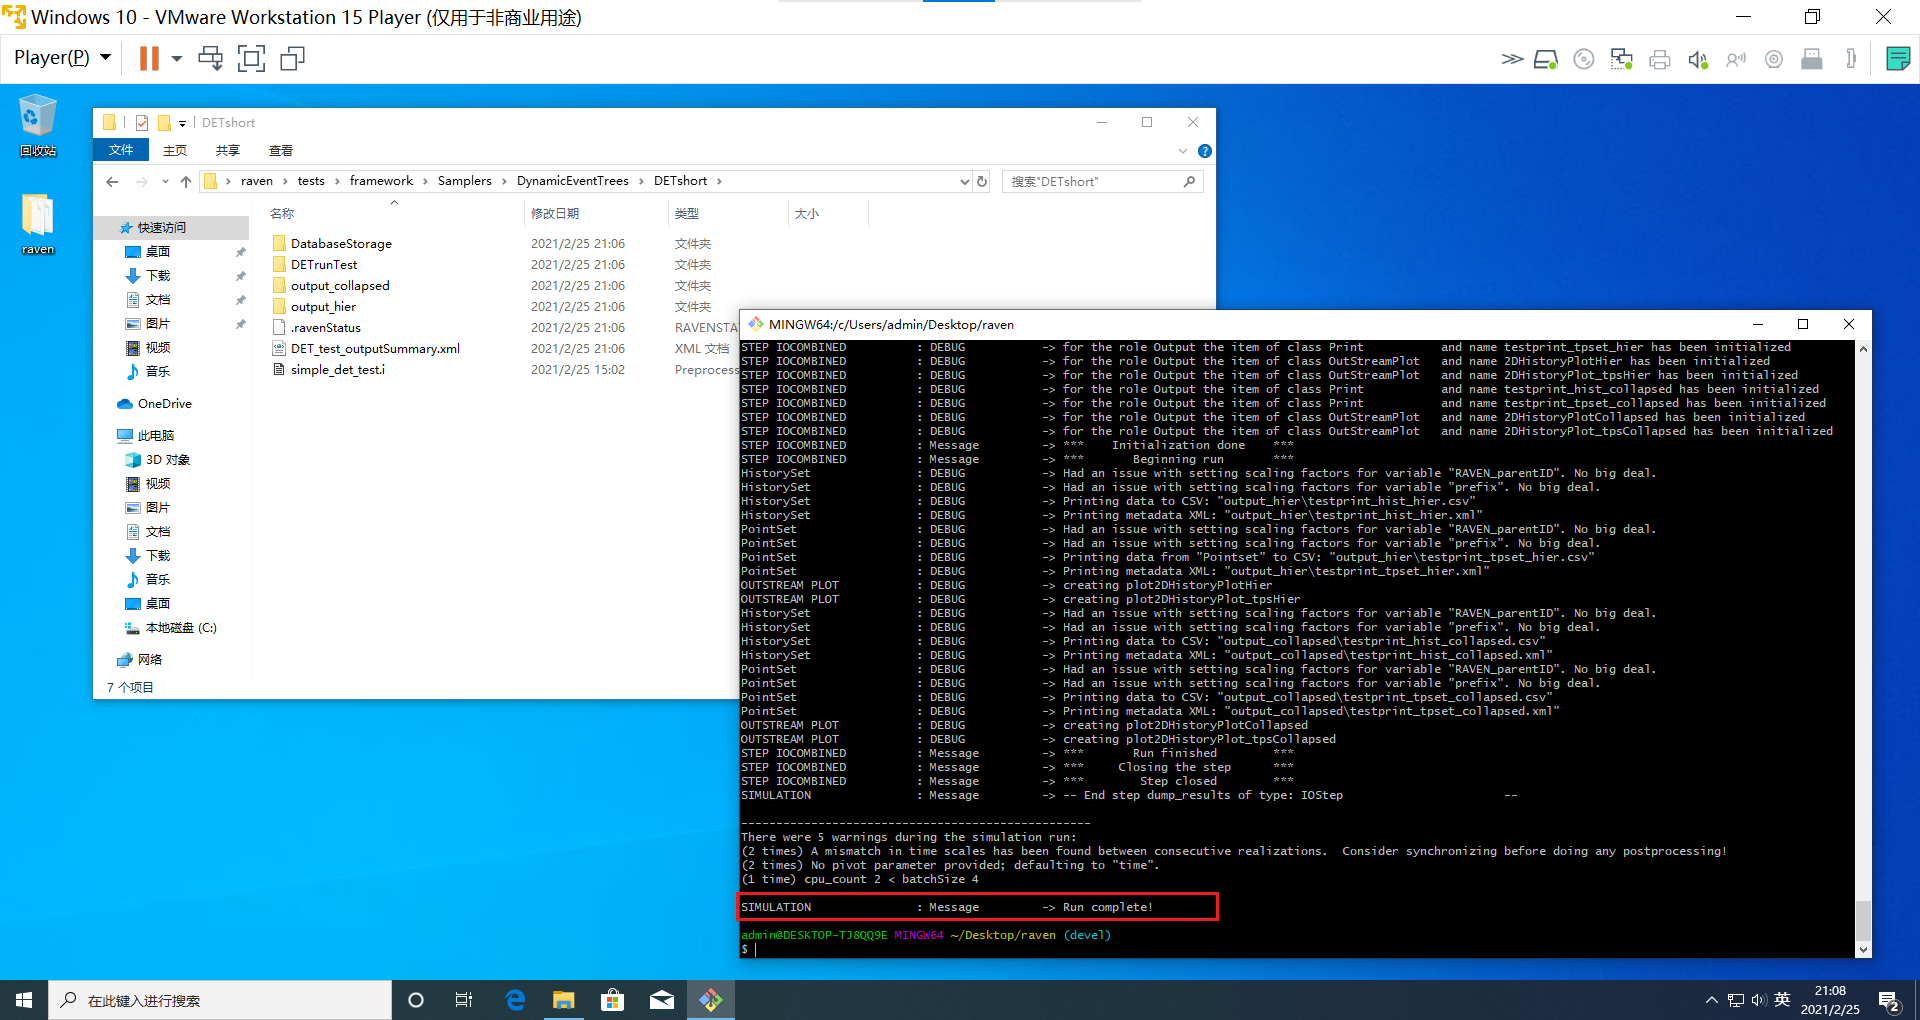 Windows 10 - VMware Workstation 15 Player (仅用于非商业用途)
Player(P)
回收站
raven
DETshort
文件 主页 共享 查看
raven › tests › framework › Samplers › DynamicEventTrees › DETshort ›
搜索"DETshort"
名称 修改日期 类型 大小
快速访问
桌面
下载
文档
图片
视频
音乐
OneDrive
此电脑
3D 对象
视频
图片
文档
下载
音乐
桌面
本地磁盘 (C:)
网络
DatabaseStorage 2021/2/25 21:06 文件夹
DETrunTest 2021/2/25 21:06 文件夹
output_collapsed 2021/2/25 21:06 文件夹
output_hier 2021/2/25 21:06 文件夹
.ravenStatus 2021/2/25 21:06 RAVENSTA
DET_test_outputSummary.xml 2021/2/25 21:06 XML 文档
simple_det_test.i 2021/2/25 15:02 Preprocess
7 个项目
MINGW64:/c/Users/admin/Desktop/raven
STEP IOCOMBINED : DEBUG -> for the role Output the item of class Print and name testprint_tpset_hier has been initialized
STEP IOCOMBINED : DEBUG -> for the role Output the item of class OutStreamPlot and name 2DHistoryPlotHier has been initialized
STEP IOCOMBINED : DEBUG -> for the role Output the item of class OutStreamPlot and name 2DHistoryPlot_tpsHier has been initialized
STEP IOCOMBINED : DEBUG -> for the role Output the item of class Print and name testprint_hist_collapsed has been initialized
STEP IOCOMBINED : DEBUG -> for the role Output the item of class Print and name testprint_tpset_collapsed has been initialized
STEP IOCOMBINED : DEBUG -> for the role Output the item of class OutStreamPlot and name 2DHistoryPlotCollapsed has been initialized
STEP IOCOMBINED : DEBUG -> for the role Output the item of class OutStreamPlot and name 2DHistoryPlot_tpsCollapsed has been initialized
STEP IOCOMBINED : Message -> *** Initialization done ***
STEP IOCOMBINED : Message -> *** Beginning run ***
HistorySet : DEBUG -> Had an issue with setting scaling factors for variable "RAVEN_parentID". No big deal.
HistorySet : DEBUG -> Had an issue with setting scaling factors for variable "prefix". No big deal.
HistorySet : DEBUG -> Printing data to CSV: "output_hier\testprint_hist_hier.csv"
HistorySet : DEBUG -> Printing metadata XML: "output_hier\testprint_hist_hier.xml"
PointSet : DEBUG -> Had an issue with setting scaling factors for variable "RAVEN_parentID". No big deal.
PointSet : DEBUG -> Had an issue with setting scaling factors for variable "prefix". No big deal.
PointSet : DEBUG -> Printing data from "Pointset" to CSV: "output_hier\testprint_tpset_hier.csv"
PointSet : DEBUG -> Printing metadata XML: "output_hier\testprint_tpset_hier.xml"
OUTSTREAM PLOT : DEBUG -> creating plot2DHistoryPlotHier
OUTSTREAM PLOT : DEBUG -> creating plot2DHistoryPlot_tpsHier
HistorySet : DEBUG -> Had an issue with setting scaling factors for variable "RAVEN_parentID". No big deal.
HistorySet : DEBUG -> Had an issue with setting scaling factors for variable "prefix". No big deal.
HistorySet : DEBUG -> Printing data to CSV: "output_collapsed\testprint_hist_collapsed.csv"
HistorySet : DEBUG -> Printing metadata XML: "output_collapsed\testprint_hist_collapsed.xml"
PointSet : DEBUG -> Had an issue with setting scaling factors for variable "RAVEN_parentID". No big deal.
PointSet : DEBUG -> Had an issue with setting scaling factors for variable "prefix". No big deal.
PointSet : DEBUG -> Printing data to CSV: "output_collapsed\testprint_tpset_collapsed.csv"
PointSet : DEBUG -> Printing metadata XML: "output_collapsed\testprint_tpset_collapsed.xml"
OUTSTREAM PLOT : DEBUG -> creating plot2DHistoryPlotCollapsed
OUTSTREAM PLOT : DEBUG -> creating plot2DHistoryPlot_tpsCollapsed
STEP IOCOMBINED : Message -> *** Run finished ***
STEP IOCOMBINED : Message -> *** Closing the step ***
STEP IOCOMBINED : Message -> *** Step closed ***
SIMULATION : Message -> -- End step dump_results of type: IOStep --
--------------------------------------------------
There were 5 warnings during the simulation run:
(2 times) A mismatch in time scales has been found between consecutive realizations. Consider synchronizing before doing any postprocessing!
(2 times) No pivot parameter provided; defaulting to "time".
(1 time) cpu_count 2 < batchSize 4
SIMULATION : Message -> Run complete!
admin@DESKTOP-TJ8QQ9E MINGW64 ~/Desktop/raven (devel)
$
在此键入进行搜索
英
21:08
2021/2/25
2